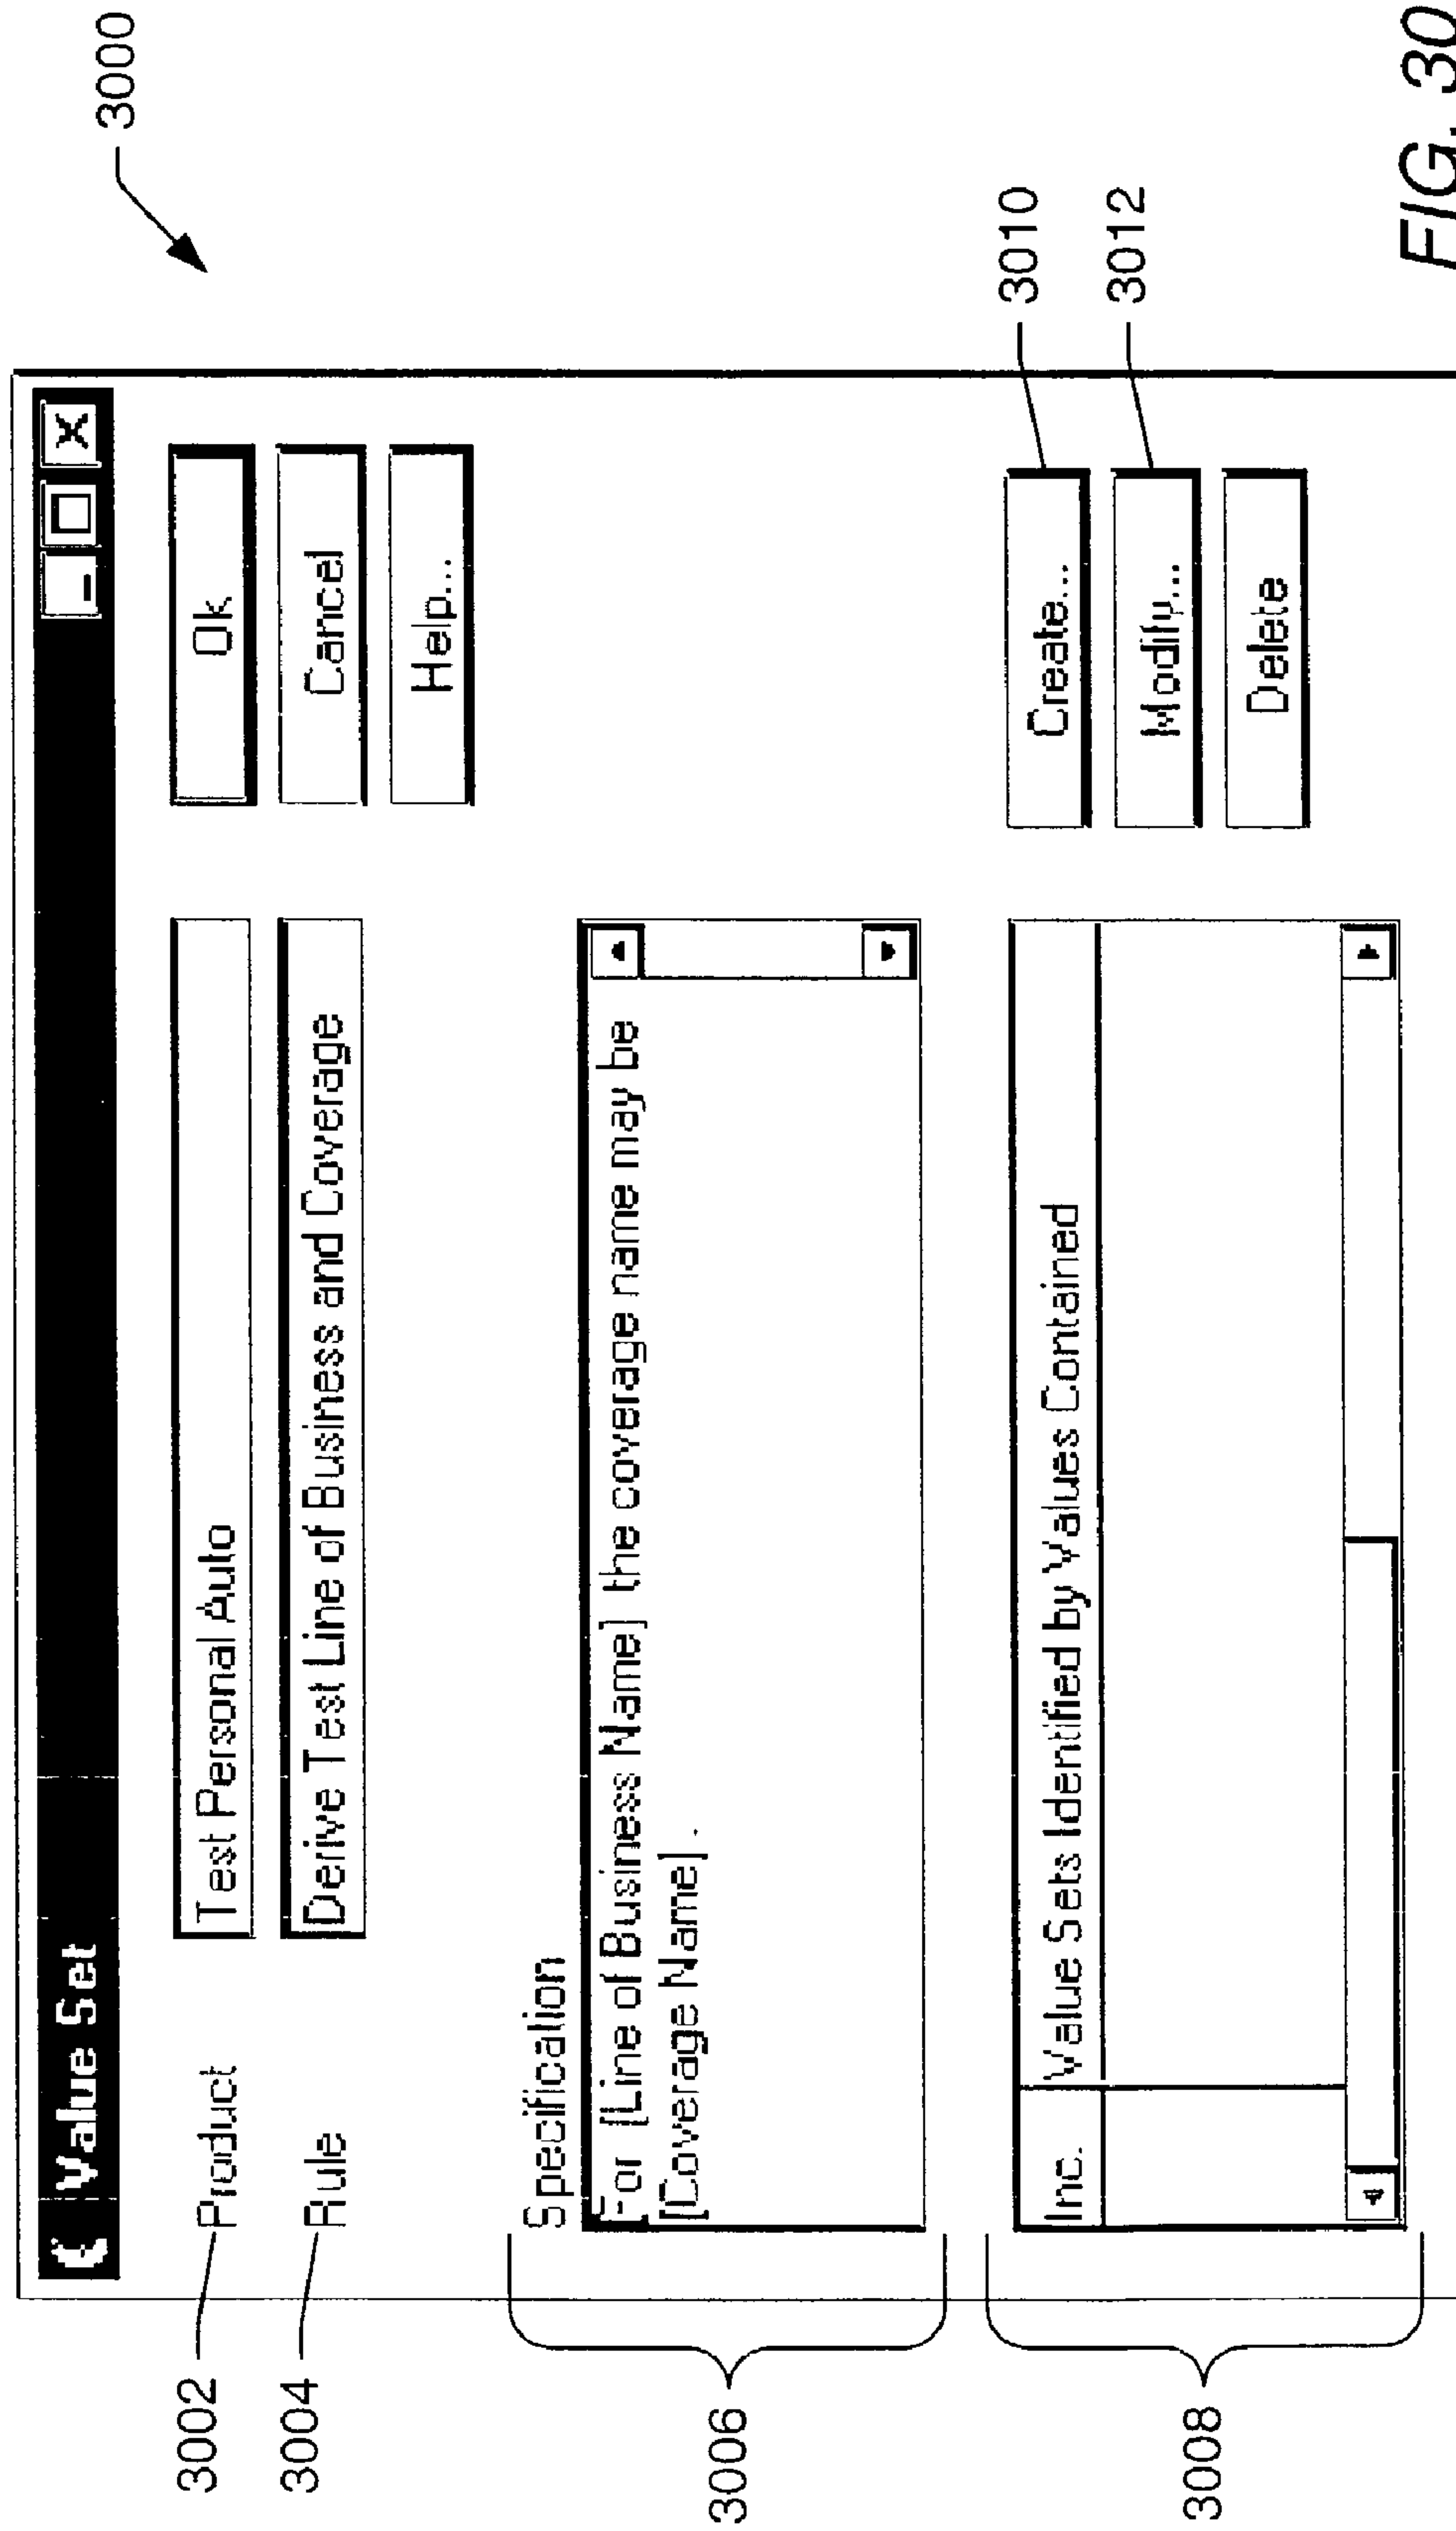 3000
Value Set
3002 Product Test Personal Auto Ok
3004 Rule Derive Test Line of Business and Coverage Cancel
Help...
Specification
3006
For [Line of Business Name] the coverage name may be
[Coverage Name] .
3008
Inc. Value Sets Identified by Values Contained
Create... 3010
Modify... 3012
Delete
FIG. 30